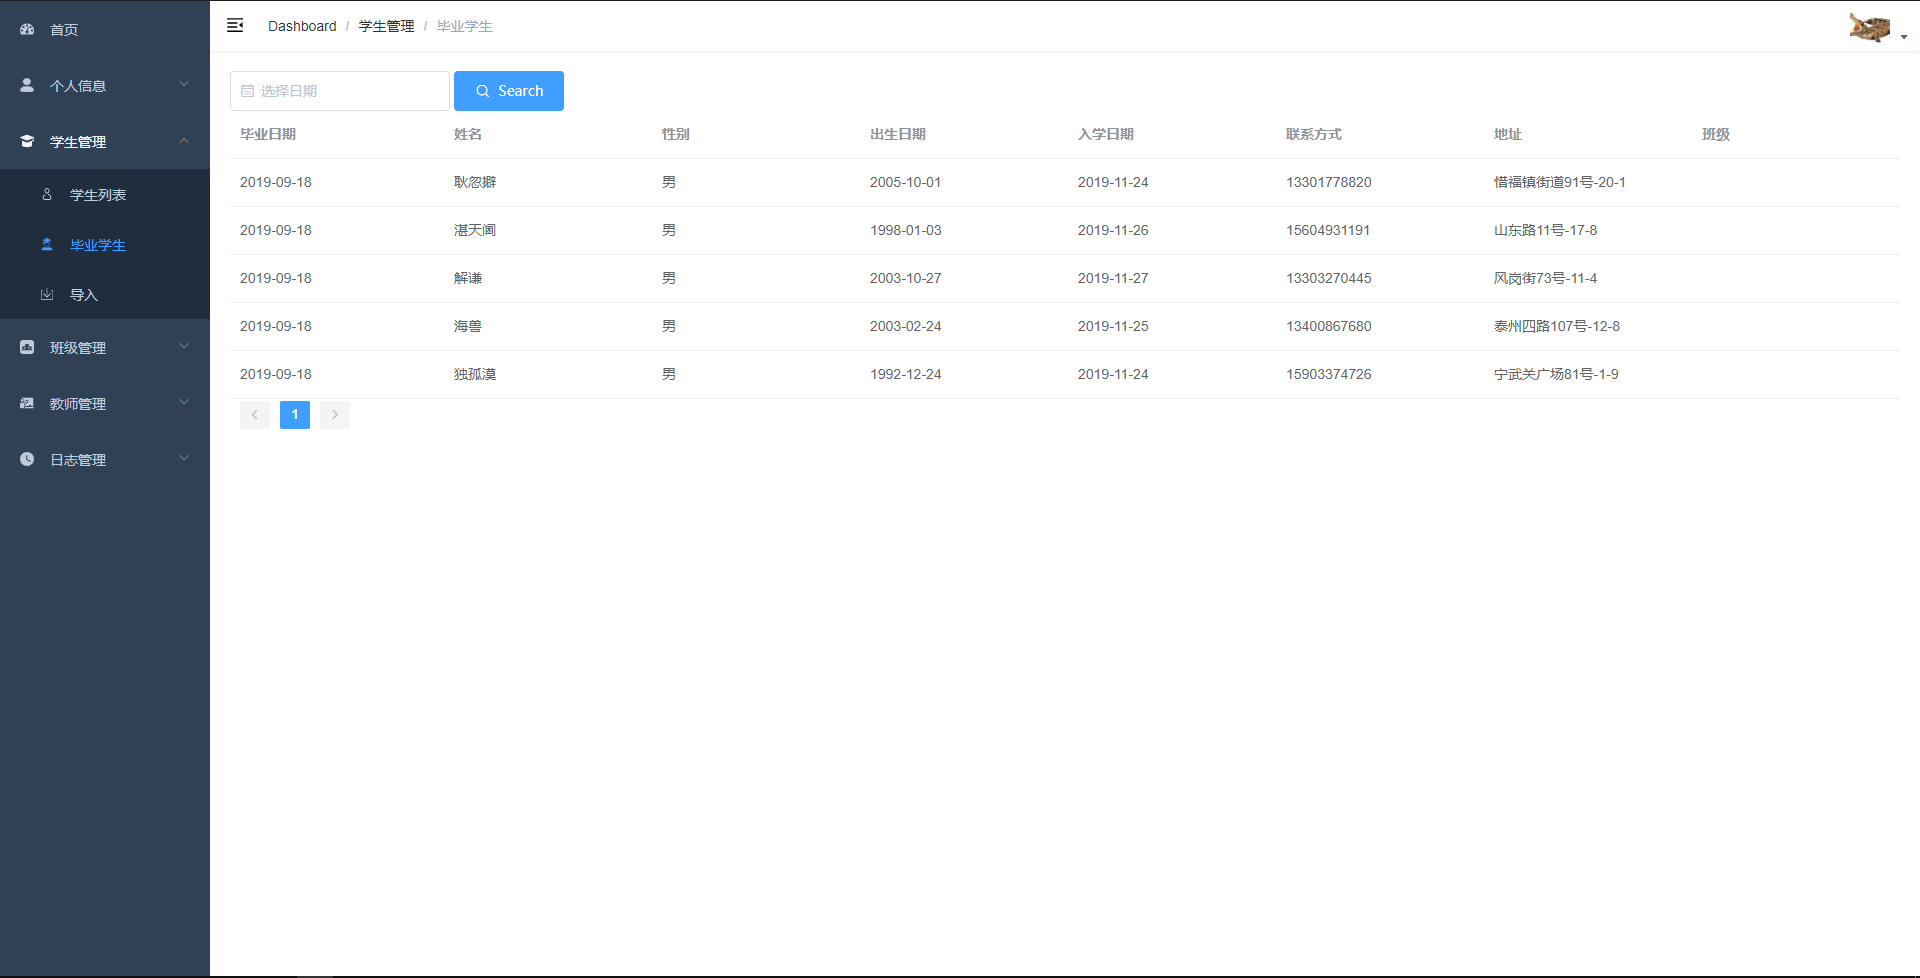 首页
个人信息
学生管理
学生列表
毕业学生
导入
班级管理
教师管理
日志管理
Dashboard / 学生管理 / 毕业学生
选择日期 Search
毕业日期 姓名 性别 出生日期 入学日期 联系方式 地址 班级
2019-09-18 耿忽擗 男 2005-10-01 2019-11-24 13301778820 惜福镇街道91号-20-1
2019-09-18 湛天阃 男 1998-01-03 2019-11-26 15604931191 山东路11号-17-8
2019-09-18 解谦 男 2003-10-27 2019-11-27 13303270445 风岗街73号-11-4
2019-09-18 海兽 男 2003-02-24 2019-11-25 13400867680 泰州四路107号-12-8
2019-09-18 独孤漠 男 1992-12-24 2019-11-24 15903374726 宁武关广场81号-1-9
1